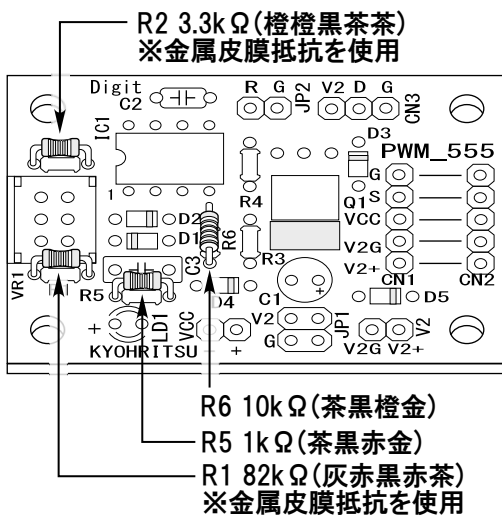 R2 3.3kΩ(橙橙黒茶茶)
※金属皮膜抵抗を使用
Digit
C2
R G
JP2
V2 D G
CN3
IC1
D3
PWM_555
G
S
VCC
V2G
V2+
R4
Q1
1
D2
D1
R6
R3
C3
VR1
R5
D4
C1
+
CN1
CN2
D5
+
LD1
VCC
- +
V2
G
JP1
V2
V2G V2+
KYOHRITSU
R6 10kΩ(茶黒橙金)
R5 1kΩ(茶黒赤金)
R1 82kΩ(灰赤黒赤茶)
※金属皮膜抵抗を使用